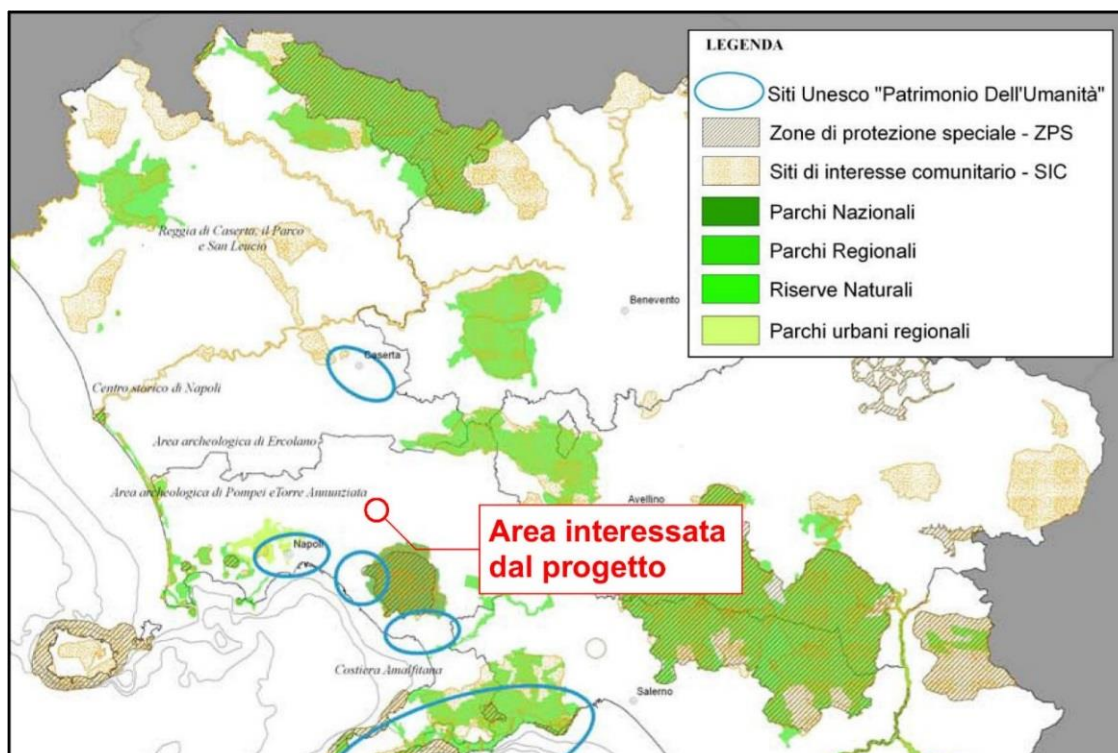 LEGENDA
Siti Unesco "Patrimonio Dell'Umanità"
Zone di protezione speciale - ZPS
Siti di interesse comunitario - SIC
Parchi Nazionali
Parchi Regionali
Riserve Naturali
Parchi urbani regionali
Reggia di Caserta, il Parco
e San Leucio
Benevento
Caserta
Centro storico di Napoli
Area archeologica di Ercolano
Area archeologica di Pompei eTorre Annunziata
Avellino
Area interessata
dal progetto
Napoli
Costiera Amalfitana
Salerno